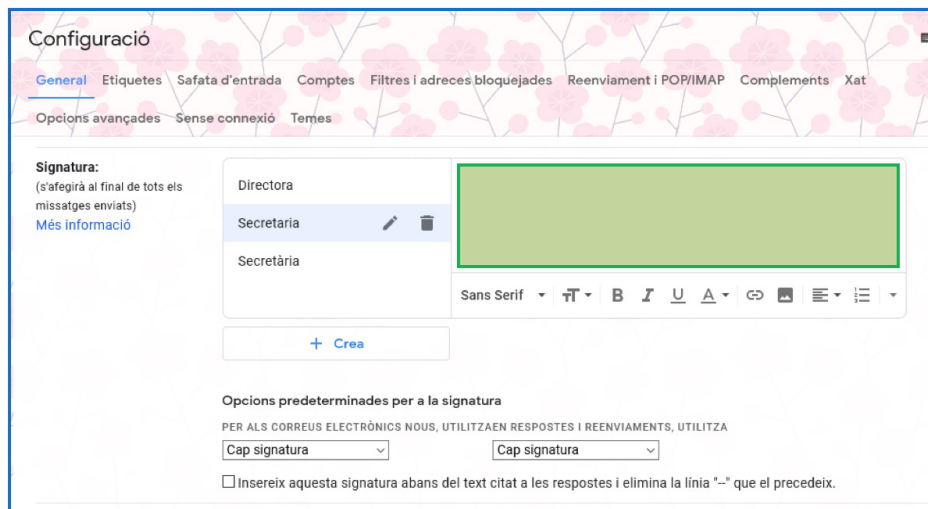 Configuració
General Etiquetes Safata d'entrada Comptes Filtres i adreces bloquejades Reenviament i POP/IMAP Complements Xat
Opcions avançades Sense connexió Temes
Signatura:
(s'afegirà al final de tots els
missatges enviats)
Més informació
Directora
Secretaria
Secretària
Sans Serif
+ Crea
Opcions predeterminades per a la signatura
PER ALS CORREUS ELECTRÒNICS NOUS, UTILITZAEN RESPOSTES I REENVIAMENTS, UTILITZA
Cap signatura Cap signatura
Insereix aquesta signatura abans del text citat a les respostes i elimina la línia "--" que el precedeix.